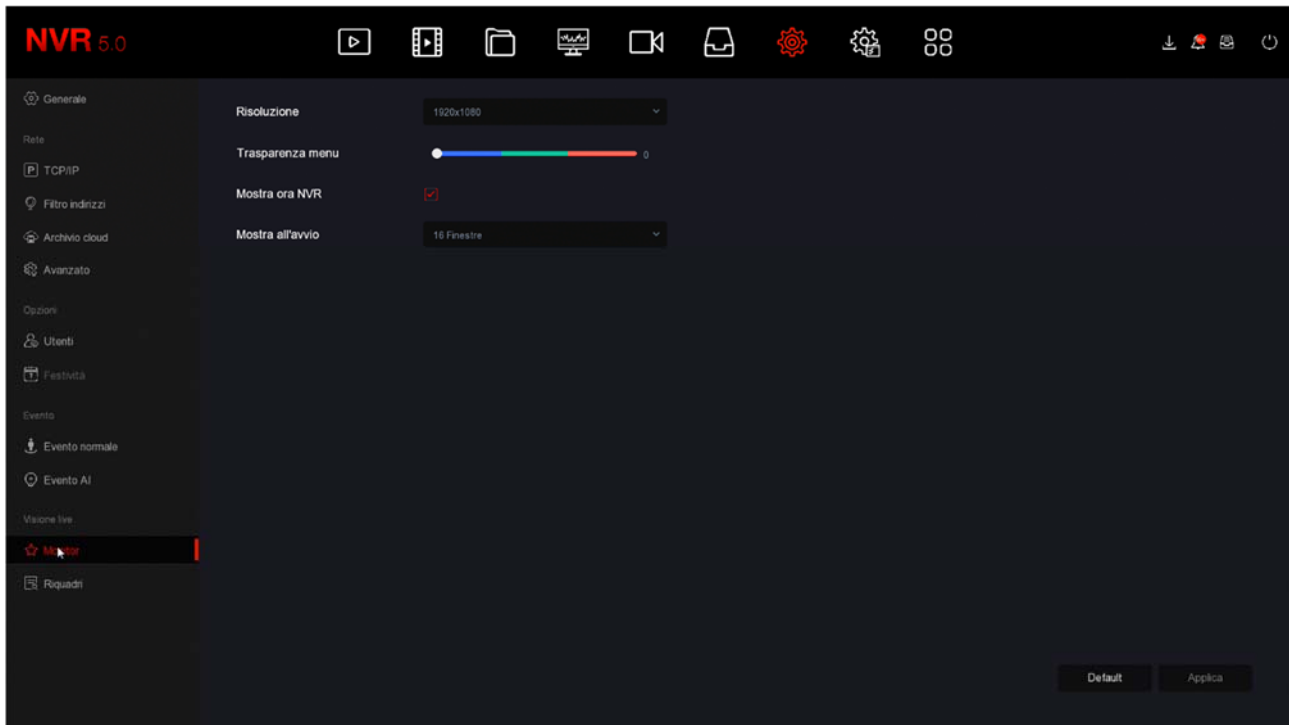 NVR 5.0
Generale
Rete
TCP/IP
Filtro indirizzi
Archivio cloud
Avanzato
Opzioni
Utenti
Festività
Evento
Evento normale
Evento AI
Visione live
Monitor
Riquadri
Risoluzione
1920x1080
Trasparenza menu
0
Mostra ora NVR
Mostra all'avvio
16 Finestre
Default
Applica